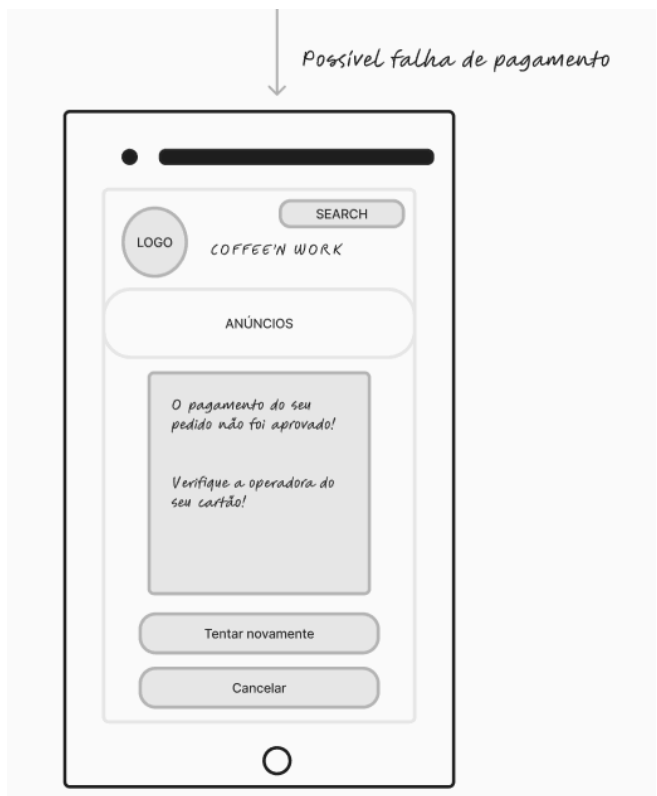 Possível falha de pagamento
SEARCH
LOGO
COFFEE'N WORK
ANÚNCIOS
O pagamento do seu
pedido não foi aprovado!
Verifique a operadora do
seu cartão!
Tentar novamente
Cancelar